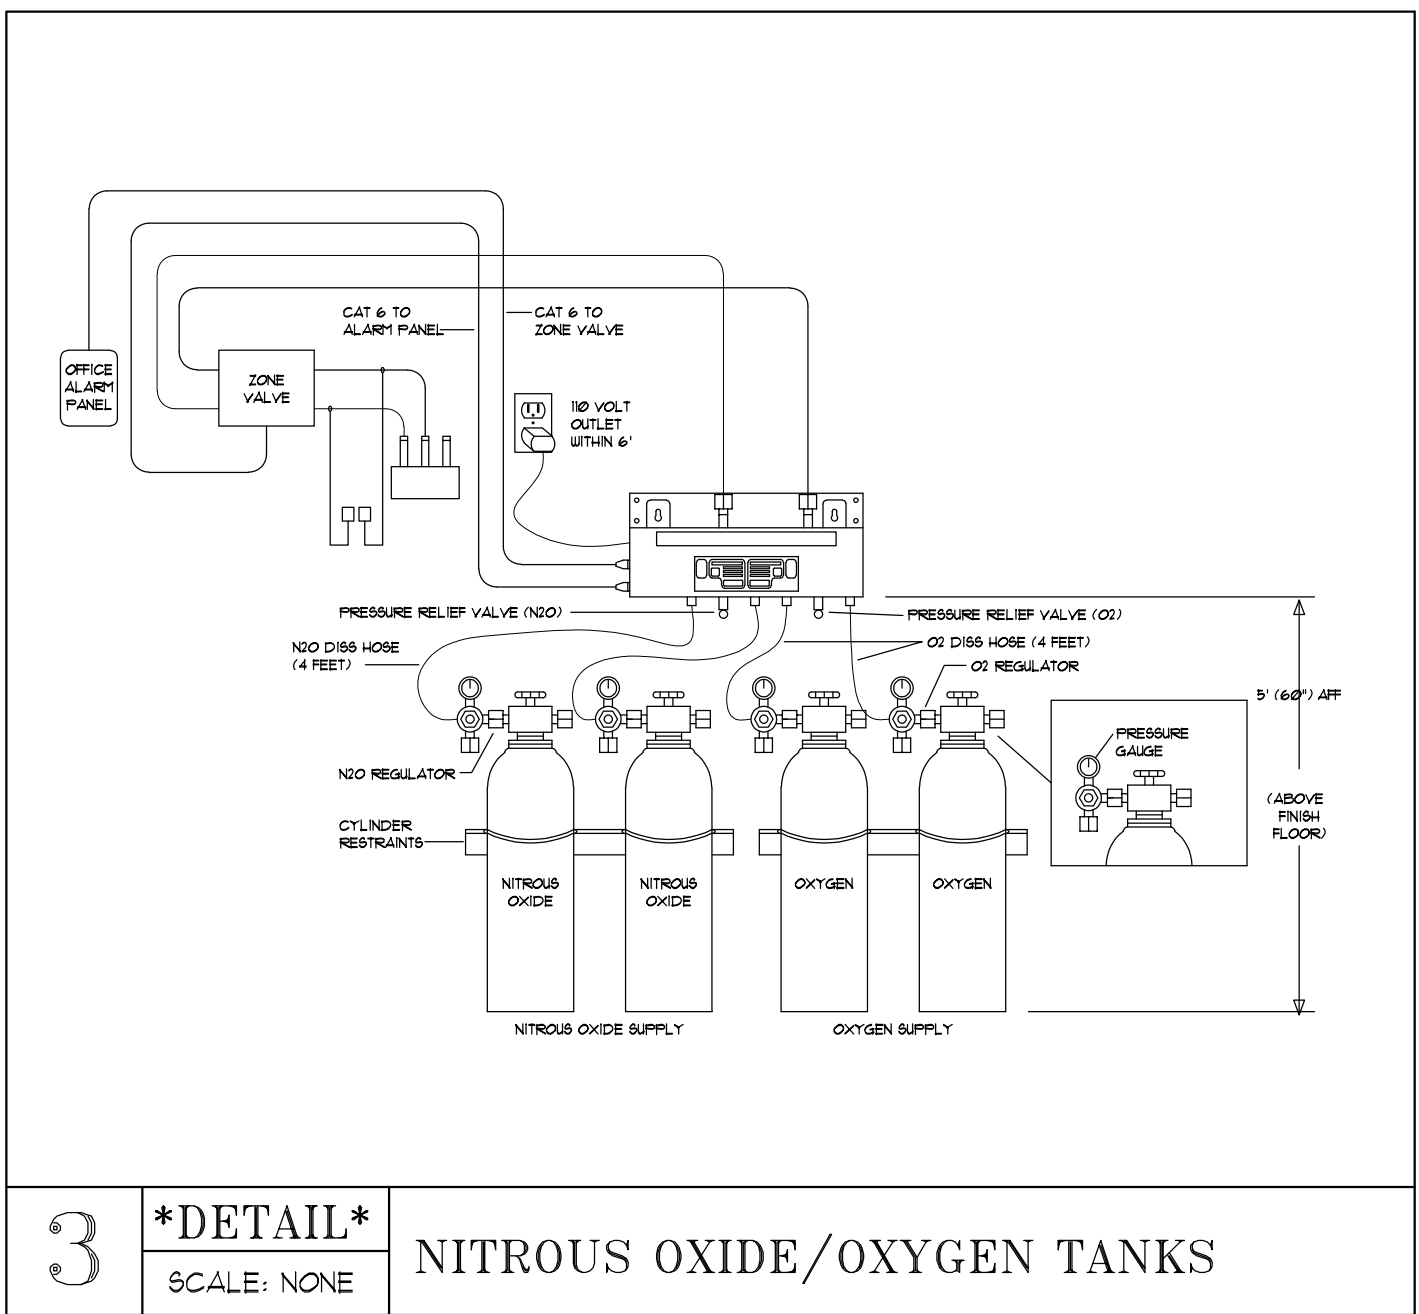 CAT 6 TO
ALARM PANEL
CAT 6 TO
ZONE VALVE
OFFICE
ALARM
PANEL
ZONE
VALVE
110 VOLT
OUTLET
WITHIN 6'
PRESSURE RELIEF VALVE (N2O)
PRESSURE RELIEF VALVE (O2)
N2O DISS HOSE
(4 FEET)
O2 DISS HOSE (4 FEET)
O2 REGULATOR
5' (60") AFF
PRESSURE
GAUGE
N2O REGULATOR
(ABOVE
FINISH
FLOOR)
CYLINDER
RESTRAINTS
NITROUS
OXIDE
NITROUS
OXIDE
OXYGEN
OXYGEN
NITROUS OXIDE SUPPLY
OXYGEN SUPPLY
3
*DETAIL*
SCALE: NONE
NITROUS OXIDE/OXYGEN TANKS